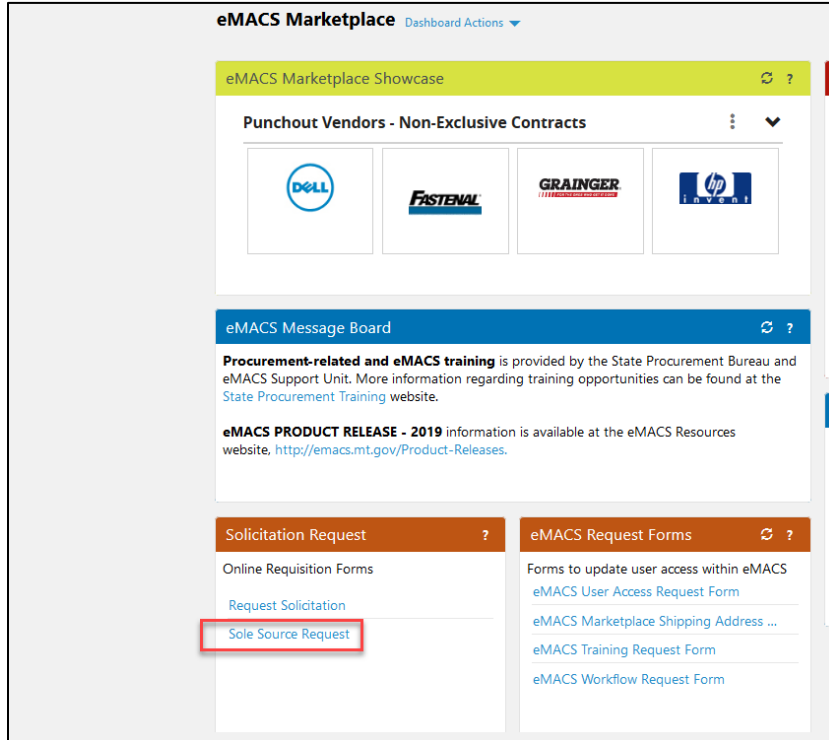 eMACS Marketplace Dashboard Actions
eMACS Marketplace Showcase ?
Punchout Vendors - Non-Exclusive Contracts
DELL FASTENAL GRAINGER hp
invent
eMACS Message Board ?
Procurement-related and eMACS training is provided by the State Procurement Bureau and
eMACS Support Unit. More information regarding training opportunities can be found at the
State Procurement Training website.
eMACS PRODUCT RELEASE - 2019 information is available at the eMACS Resources
website, http://emacs.mt.gov/Product-Releases.
Solicitation Request ?
Online Requisition Forms
Request Solicitation
Sole Source Request
eMACS Request Forms ?
Forms to update user access within eMACS
eMACS User Access Request Form
eMACS Marketplace Shipping Address ...
eMACS Training Request Form
eMACS Workflow Request Form